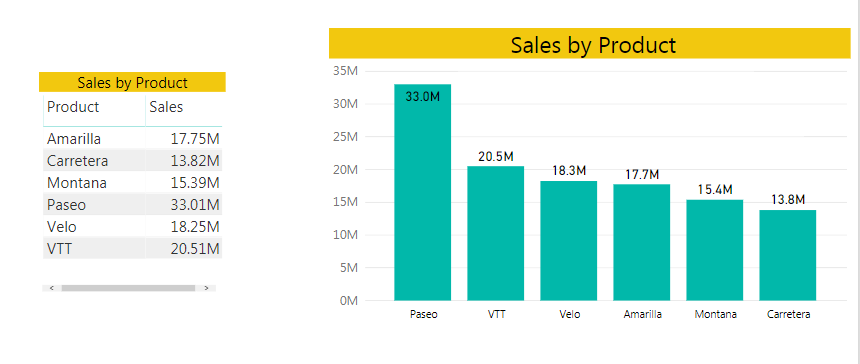 Sales by Product
Product Sales
Amarilla 17.75M
Carretera 13.82M
Montana 15.39M
Paseo 33.01M
Velo 18.25M
VTT 20.51M
Sales by Product
35M
30M
25M
20M
15M
10M
5M
0M
33.0M
20.5M
18.3M
17.7M
15.4M
13.8M
Paseo VTT Velo Amarilla Montana Carretera